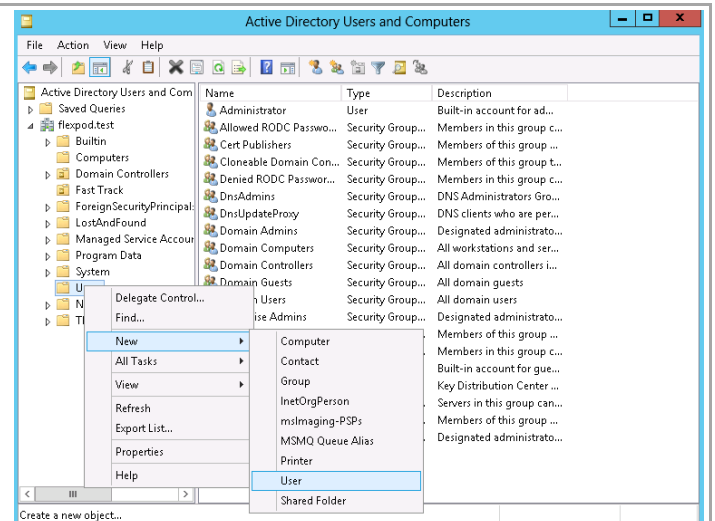 Active Directory Users and Computers
File Action View Help
Active Directory Users and Com
Saved Queries
flexpod.test
Builtin
Computers
Domain Controllers
Fast Track
ForeignSecurityPrincipal:
LostAndFound
Managed Service Accour
Program Data
System
U
N
Name Type Description
Administrator User Built-in account for ad...
Allowed RODC Passwo... Security Group... Members in this group c...
Cert Publishers Security Group... Members of this group ...
Cloneable Domain Con... Security Group... Members of this group t...
Denied RODC Passwor... Security Group... Members in this group c...
DnsAdmins Security Group... DNS Administrators Gro...
DnsUpdateProxy Security Group... DNS clients who are per...
Domain Admins Security Group... Designated administrato...
Domain Computers Security Group... All workstations and ser...
Domain Controllers Security Group... All domain controllers i...
Domain Guests Security Group... All domain guests
Users Security Group... All domain users
ise Admins Security Group... Designated administrato...
Members of this group ...
Members in this group c...
Built-in account for gue...
Key Distribution Center ...
Servers in this group can...
Members of this group ...
Designated administrato...
Delegate Control...
Find...
New
All Tasks
View
Refresh
Export List...
Properties
Help
Computer
Contact
Group
InetOrgPerson
msImaging-PSPs
MSMQ Queue Alias
Printer
User
Shared Folder
Create a new object...